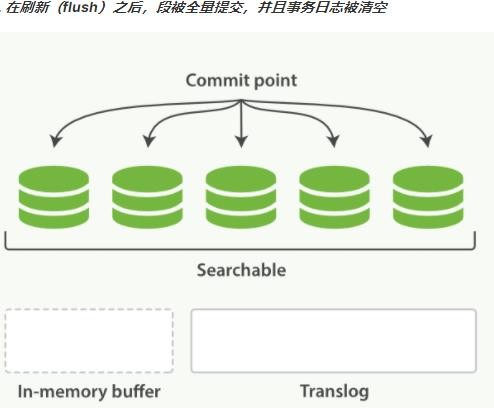 . 在刷新（flush）之后，段被全量提交，并且事务日志被清空
Commit point
Searchable
In-memory buffer
Translog